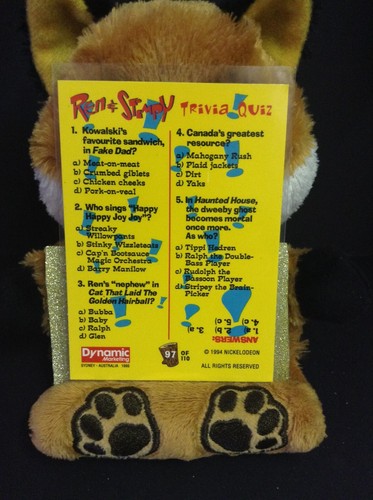 Ren & Stimpy TRIVIA QUIZ
1. Kowalski's
favourite sandwich,
in Fake Dad?
a) Meat-on-meat
b) Crumbed giblets
c) Chicken cheeks
d) Pork-on-veal
2. Who sings "Happy
Happy Joy Joy"?
a) Streaky
Willowpants
b) Stinky Wizzleteats
c) Cap'n Bootsauce
Magic Orchestra
d) Barry Manilow
3. Ren's "nephew" in
Cat That Laid The
Golden Hairball?
a) Bubba
b) Baby
c) Ralph
d) Glen
4. Canada's greatest
resource?
a) Mahogany Rush
b) Plaid jackets
c) Dirt
d) Yaks
5. In Haunted House,
the dweeby ghost
becomes mortal
once more.
As who?
a) Tippi Hedren
b) Ralph the Double-
Bass Player
c) Rudolph the
Bassoon Player
d) Stripey the Brain-
Picker
ANSWERS:
1. a; 2. b; 3. a;
4. c; 5. c
Dynamic
Marketing
SYDNEY • AUSTRALIA 1995
97 OF
110
© 1994 NICKELODEON
ALL RIGHTS RESERVED